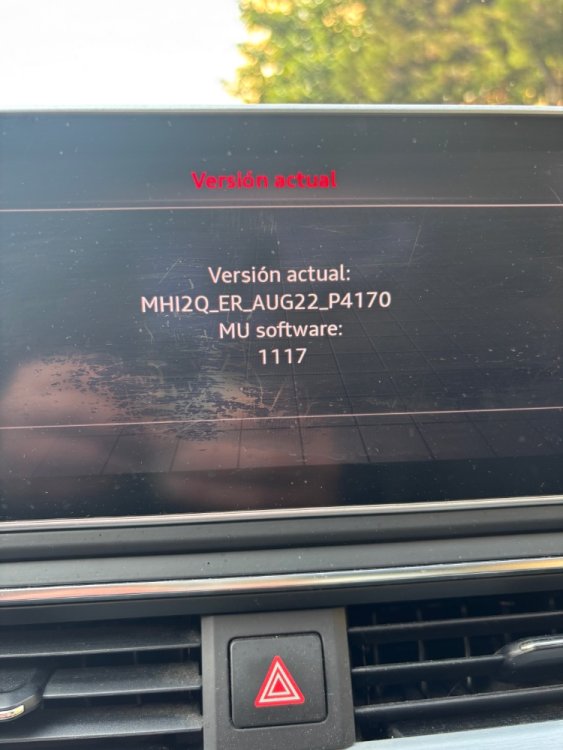 Versión actual
Versión actual:
MHI2Q_ER_AUG22_P4170
MU software:
1117